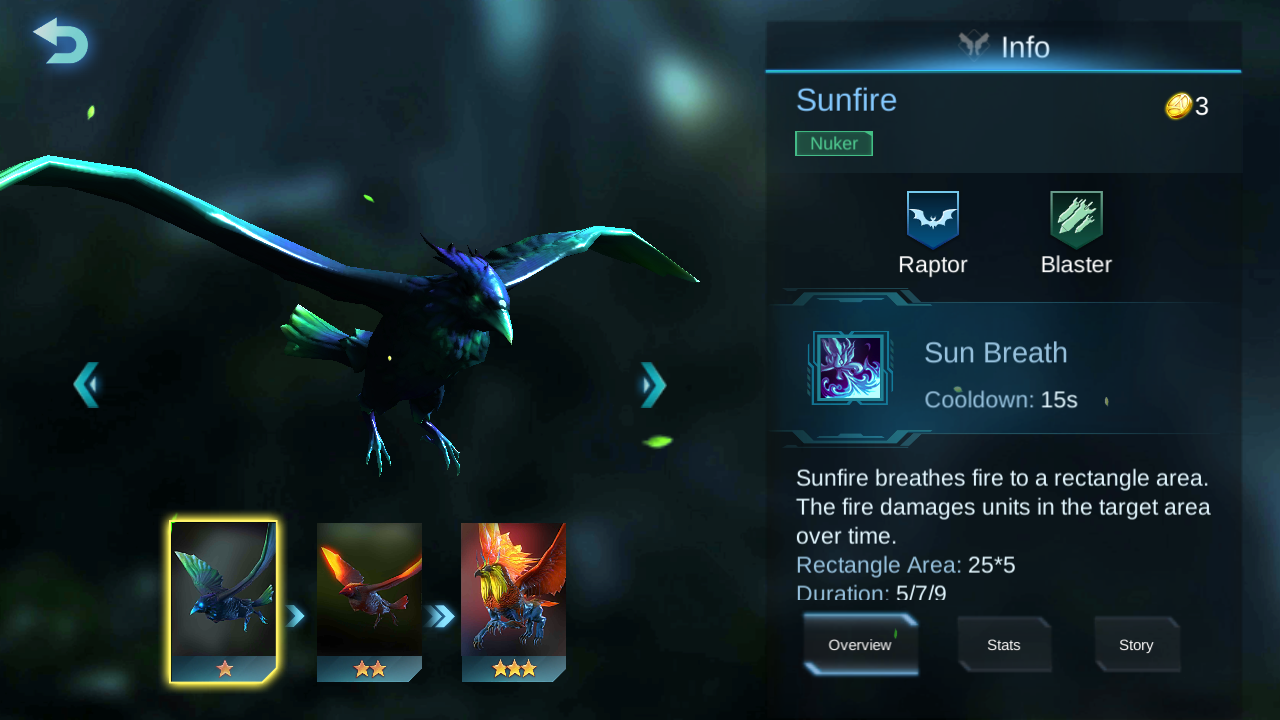 Info
Sunfire
3
Nuker
Raptor
Blaster
Sun Breath
Cooldown: 15s
Sunfire breathes fire to a rectangle area.
The fire damages units in the target area
over time.
Rectangle Area: 25*5
Duration: 5/7/9
Overview
Stats
Story